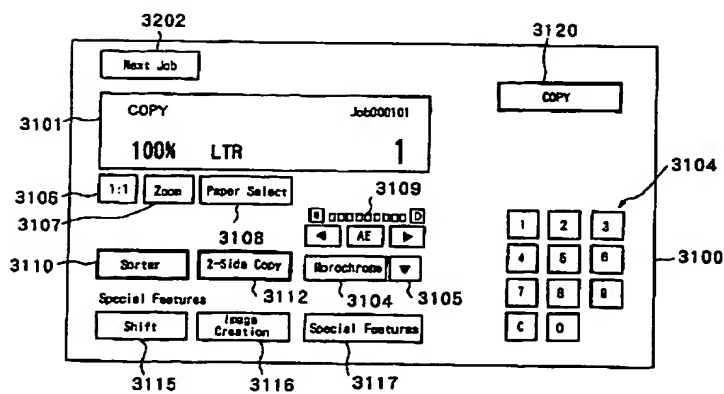 3202
3120
Next Job
COPY
3101
COPY Job000101
100% LTR 1
3104
3106
1:1 Zoom Paper Select
3109
3107
3108
AE
1 2 3
3110
Sorter 2-Side Copy
3112
Monochrome
3104
3105
4 5 6
3100
7 8 9
Special Features
Shift Image Creation Special Features
C 0
3115
3116
3117